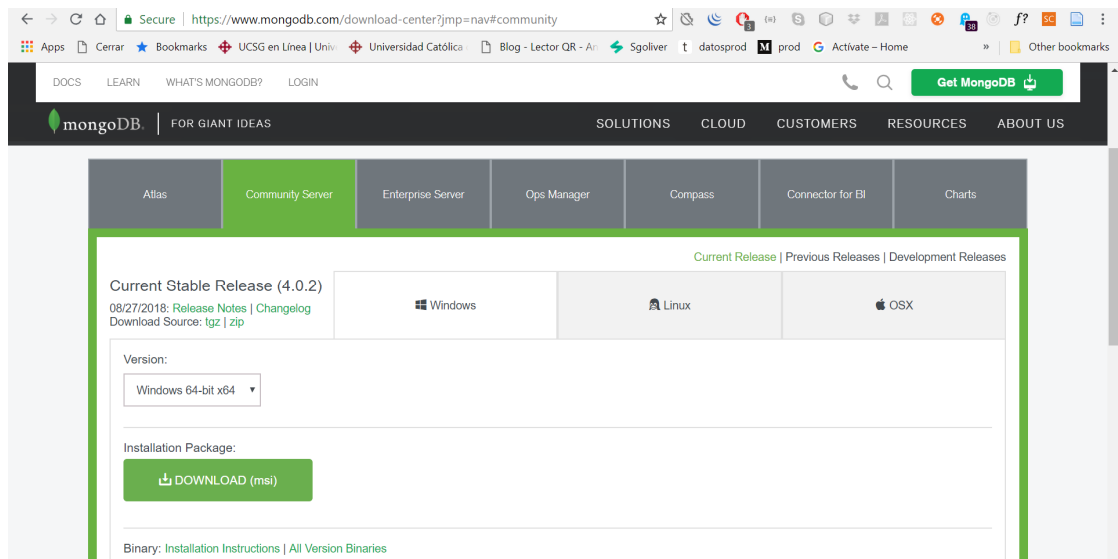 Secure | https://www.mongodb.com/download-center?jmp=nav#community
Apps Cerrar Bookmarks UCSG en Línea | Univ Universidad Católica Blog - Lector QR - An Sgoliver datosprod prod Actívate – Home » Other bookmarks
DOCS LEARN WHAT'S MONGODB? LOGIN Get MongoDB
mongoDB. FOR GIANT IDEAS SOLUTIONS CLOUD CUSTOMERS RESOURCES ABOUT US
Atlas Community Server Enterprise Server Ops Manager Compass Connector for BI Charts
Current Release | Previous Releases | Development Releases
Current Stable Release (4.0.2)
08/27/2018: Release Notes | Changelog
Download Source: tgz | zip
Windows Linux OSX
Version:
Windows 64-bit x64
Installation Package:
DOWNLOAD (msi)
Binary: Installation Instructions | All Version Binaries